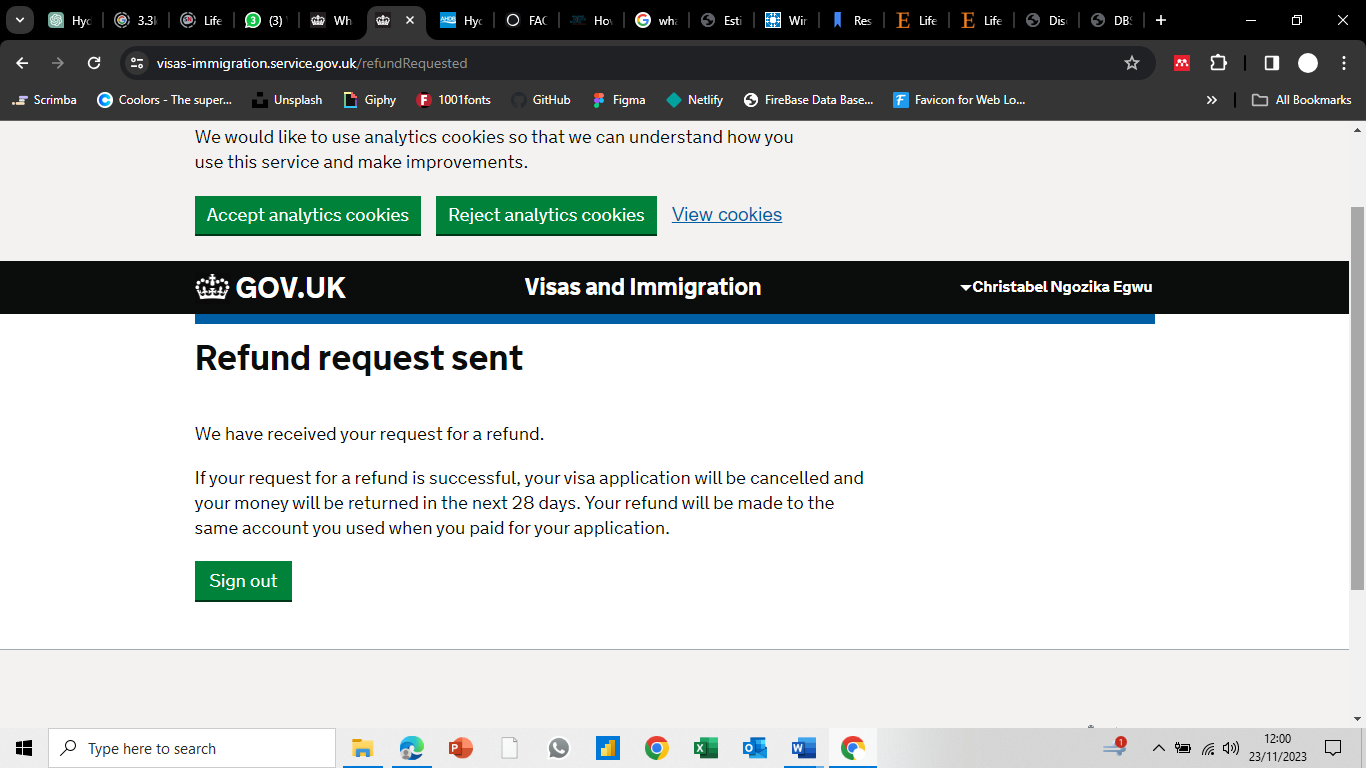 Hyc
3.3k
Life
(3)
Wh
Hyc
FAC
Hov
wha
Esti
Wir
Res
Life
Life
Disc
DBS
visas-immigration.service.gov.uk/refundRequested
Scrimba
Coolors - The super...
Unsplash
Giphy
1001fonts
GitHub
Figma
Netlify
FireBase Data Base...
Favicon for Web Lo...
»
All Bookmarks
We would like to use analytics cookies so that we can understand how you
use this service and make improvements.
Accept analytics cookies
Reject analytics cookies
View cookies
GOV.UK
Visas and Immigration
Christabel Ngozika Egwu
Refund request sent
We have received your request for a refund.
If your request for a refund is successful, your visa application will be cancelled and
your money will be returned in the next 28 days. Your refund will be made to the
same account you used when you paid for your application.
Sign out
Type here to search
1
12:00
23/11/2023